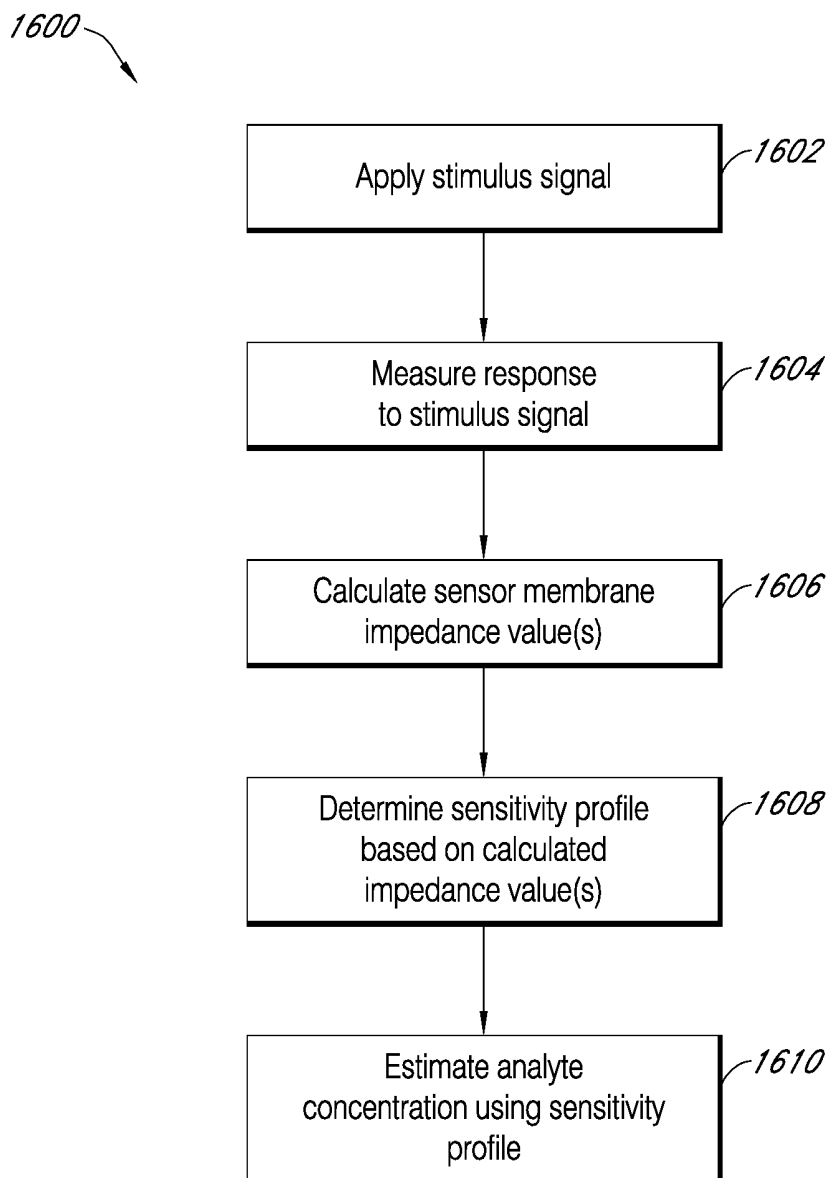 1600
Apply stimulus signal
1602
Measure response
to stimulus signal
1604
Calculate sensor membrane
impedance value(s)
1606
Determine sensitivity profile
based on calculated
impedance value(s)
1608
Estimate analyte
concentration using sensitivity
profile
1610